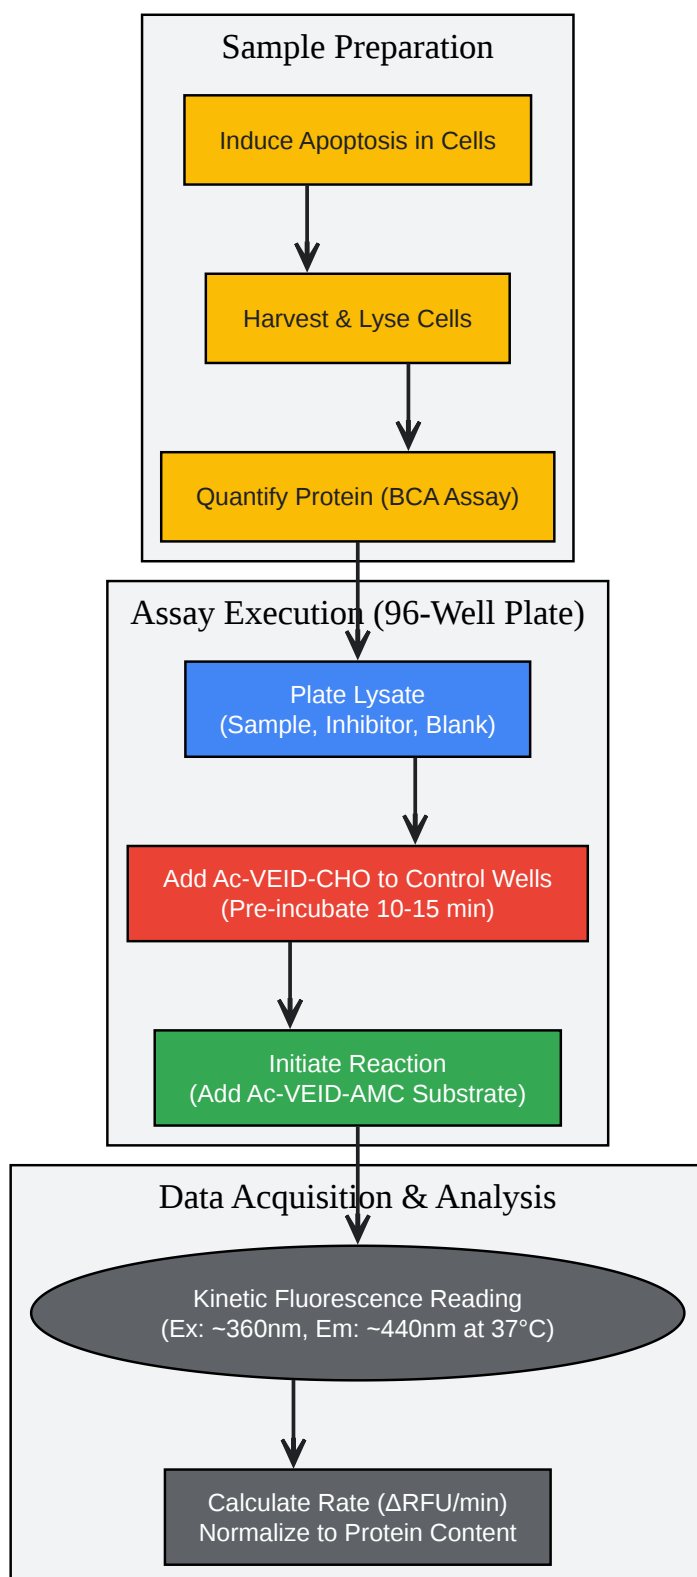 Sample Preparation
Induce Apoptosis in Cells
Harvest & Lyse Cells
Quantify Protein (BCA Assay)
Assay Execution (96-Well Plate)
Plate Lysate
(Sample, Inhibitor, Blank)
Add Ac-VEID-CHO to Control Wells
(Pre-incubate 10-15 min)
Initiate Reaction
(Add Ac-VEID-AMC Substrate)
Data Acquisition & Analysis
Kinetic Fluorescence Reading
(Ex: ~360nm, Em: ~440nm at 37°C)
Calculate Rate (ΔRFU/min)
Normalize to Protein Content